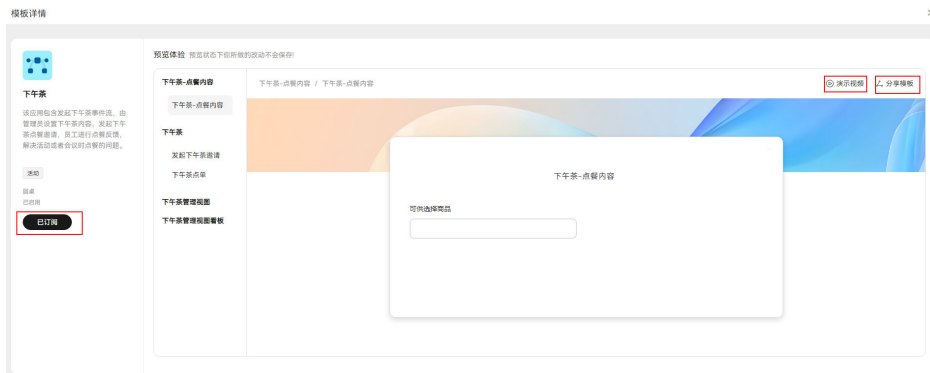 模板详情
下午茶
该应用包含发起下午茶事件流，由
管理员设置下午茶内容，发起下午
茶点餐邀请，员工进行点餐反馈，
解决活动或者会议时点餐的问题。
活动
已启用
已订阅
预览体验 预览状态下你所做的改动不会保存!
下午茶-点餐内容
下午茶-点餐内容
下午茶
发起下午茶邀请
下午茶点单
下午茶管理视图
下午茶管理视图看板
下午茶-点餐内容 / 下午茶-点餐内容
演示视频
分享模板
下午茶-点餐内容
可供选择商品